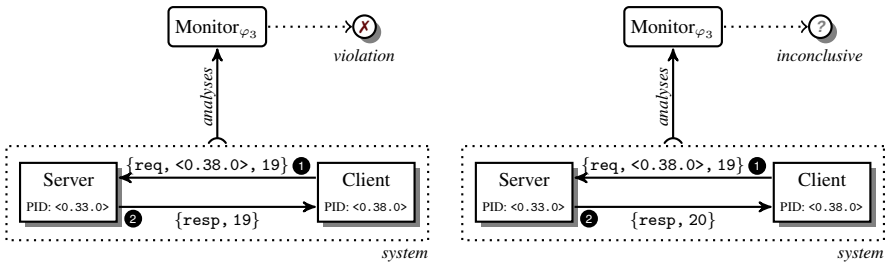 Monitorφ3
✗
violation
analyses
{req, <0.38.0>, 19} 1
Server
PID: <0.33.0>
Client
PID: <0.38.0>
2 {resp, 19}
system
Monitorφ3
?
inconclusive
analyses
{req, <0.38.0>, 19} 1
Server
PID: <0.33.0>
Client
PID: <0.38.0>
2 {resp, 20}
system